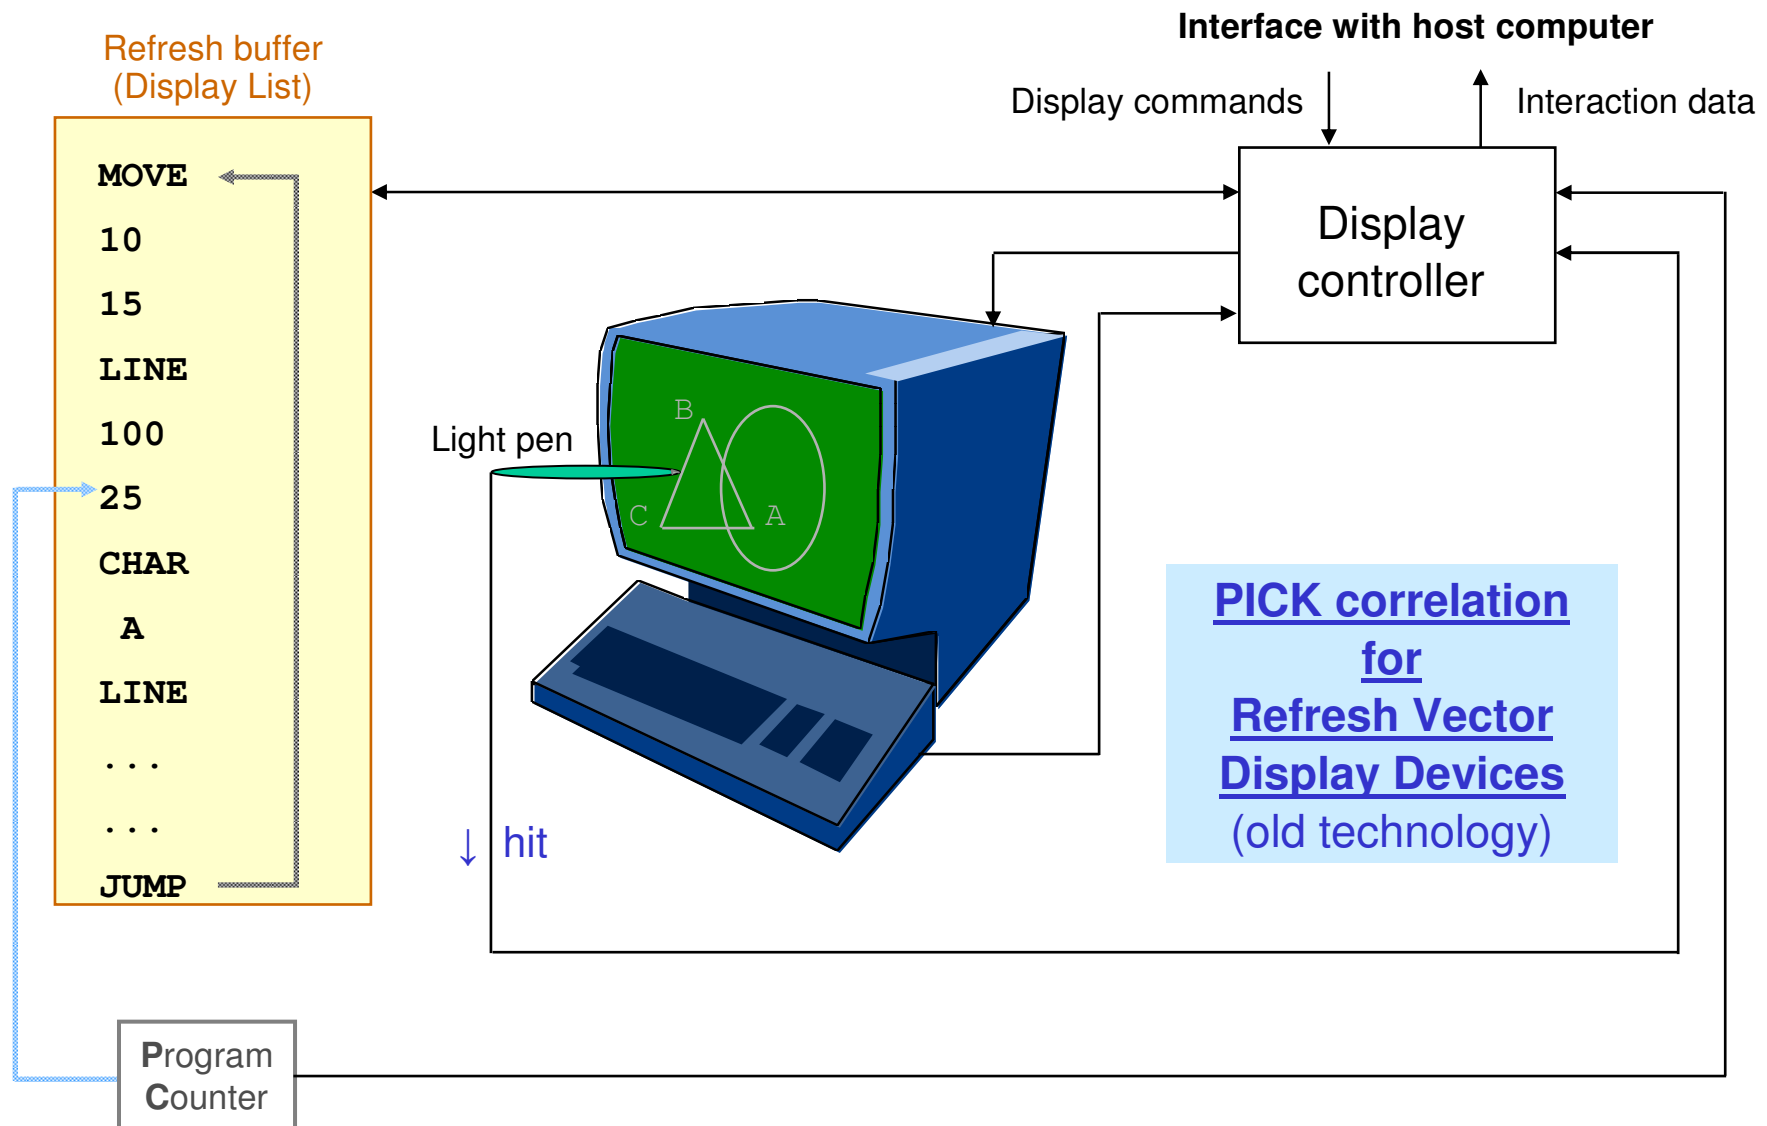 Interface with host computer
Refresh buffer
(Display List)
Display commands
Interaction data
MOVE
10
15
LINE
100
25
CHAR
A
LINE
...
...
JUMP
Display
controller
Light pen
B
C
A
PICK correlation
for
Refresh Vector
Display Devices
(old technology)
↓ hit
Program
Counter